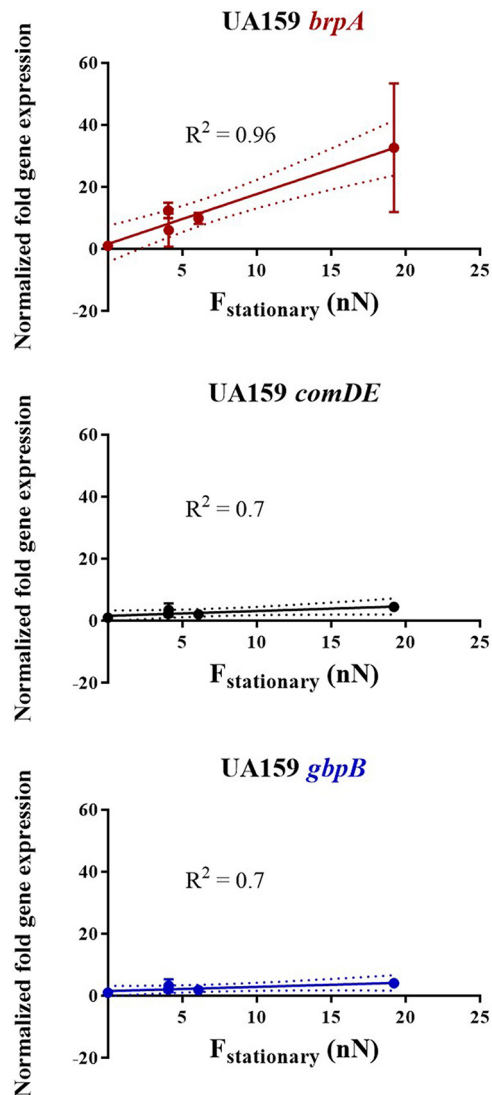 UA159 brpA
Normalized fold gene expression
60
R² = 0.96
40
20
0
5 10 15 20 25
-20
Fstationary (nN)
UA159 comDE
Normalized fold gene expression
60
40
R² = 0.7
20
0
5 10 15 20 25
-20
Fstationary (nN)
UA159 gbpB
Normalized fold gene expression
60
40
R² = 0.7
20
0
5 10 15 20 25
-20
Fstationary (nN)